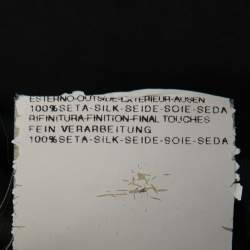 ESTERNO-OUTSIDE-EXTERIEUR-AUSEN
100%SETA-SILK-SEIDE-SOIE-SEDA
RIFINITURA-FINITION-FINAL TOUCHES
FEIN VERARBEITUNG
100%SETA-SILK-SEIDE-SOIE-SEDA